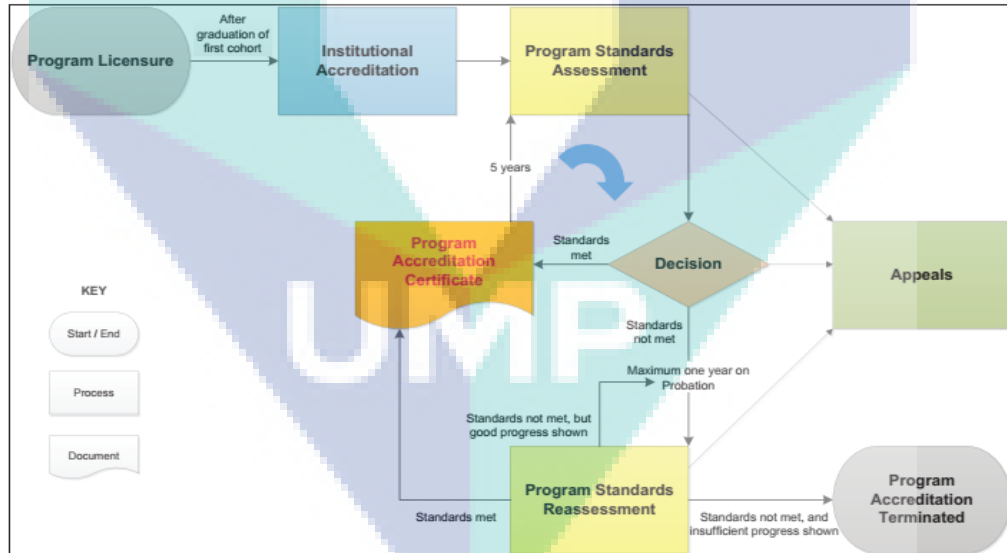 Program Licensure
After
graduation of
first cohort
Institutional
Accreditation
Program Standards
Assessment
5 years
Program
Accreditation
Certificate
Standards
met
Decision
Appeals
KEY
Start / End
Process
Document
UMP
Standards
not met
Maximum one year on
Probation
Standards not met, but
good progress shown
Standards met
Program Standards
Reassessment
Standards not met, and
insufficient progress shown
Program
Accreditation
Terminated